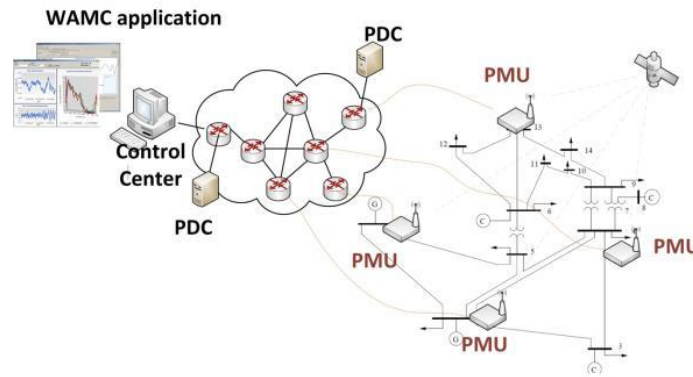 WAMC application
PDC
PMU
13
12
14
11
10
9
C
8
7
6
C
Control
Center
PDC
G
PMU
5
PMU
PMU
G
3
C